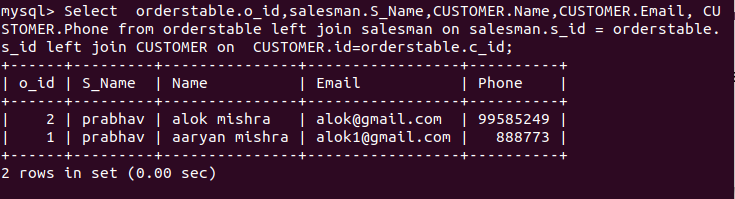 mysql> Select  orderstable.o_id,salesman.S_Name,CUSTOMER.Name,CUSTOMER.Email, CU
STOMER.Phone from orderstable left join salesman on salesman.s_id = orderstable.
s_id left join CUSTOMER on  CUSTOMER.id=orderstable.c_id;
+------+---------+---------------+-----------------+----------+
| o_id | S_Name  | Name          | Email           | Phone    |
+------+---------+---------------+-----------------+----------+
|    2 | prabhav | alok mishra   | alok@gmail.com  | 99585249 |
|    1 | prabhav | aaryan mishra | alok1@gmail.com |   888773 |
+------+---------+---------------+-----------------+----------+
2 rows in set (0.00 sec)